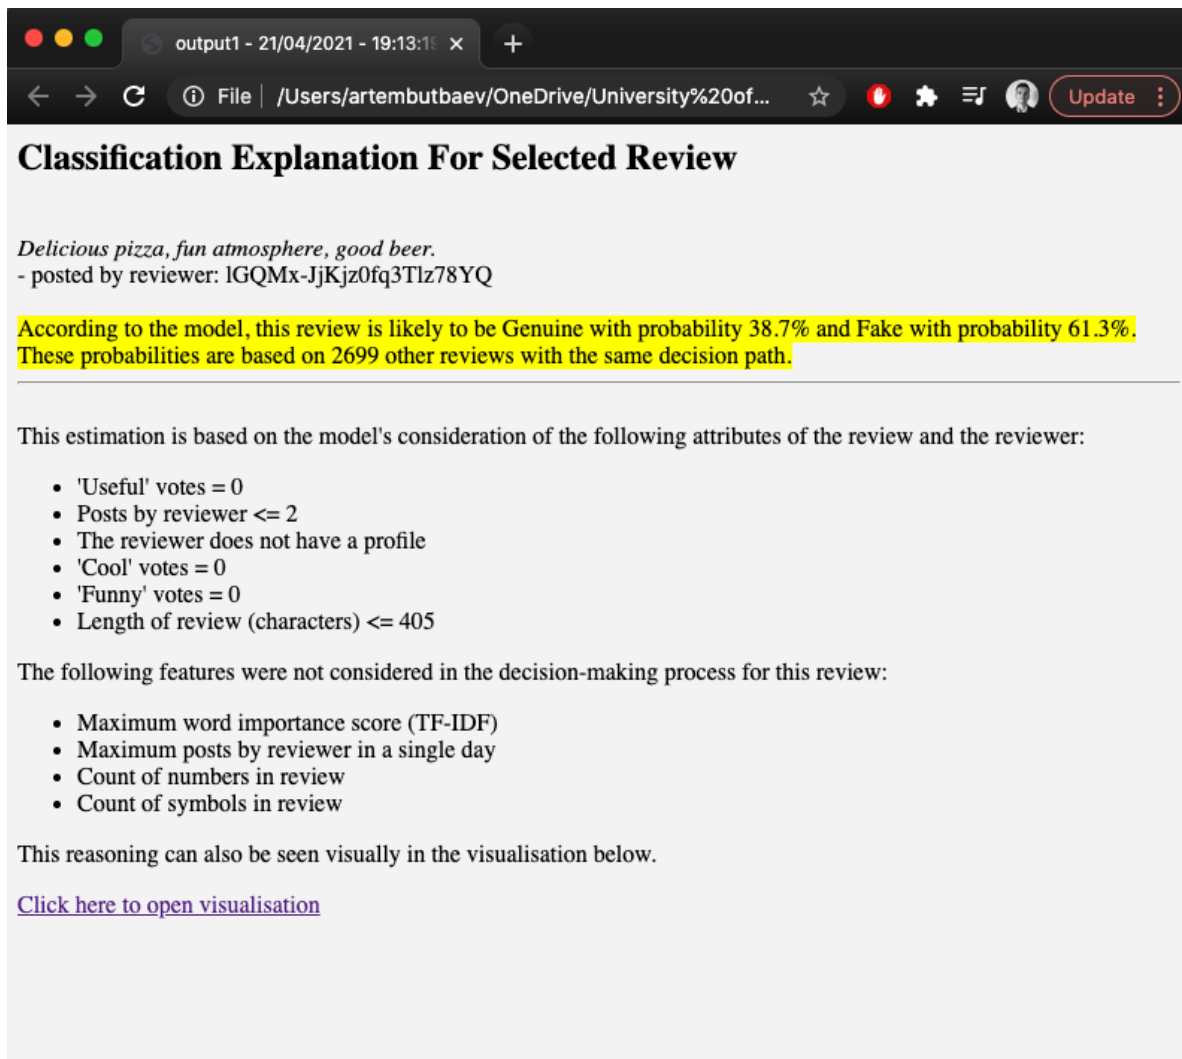 output1 - 21/04/2021 - 19:13:19
File | /Users/artembutbaev/OneDrive/University%20of...
Update
Classification Explanation For Selected Review
Delicious pizza, fun atmosphere, good beer.
- posted by reviewer: lGQMx-JjKjz0fq3Tlz78YQ
According to the model, this review is likely to be Genuine with probability 38.7% and Fake with probability 61.3%.
These probabilities are based on 2699 other reviews with the same decision path.
This estimation is based on the model's consideration of the following attributes of the review and the reviewer:
• 'Useful' votes = 0
• Posts by reviewer <= 2
• The reviewer does not have a profile
• 'Cool' votes = 0
• 'Funny' votes = 0
• Length of review (characters) <= 405
The following features were not considered in the decision-making process for this review:
• Maximum word importance score (TF-IDF)
• Maximum posts by reviewer in a single day
• Count of numbers in review
• Count of symbols in review
This reasoning can also be seen visually in the visualisation below.
Click here to open visualisation